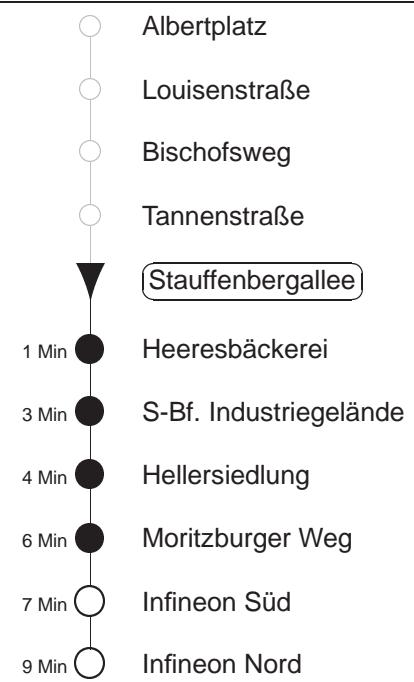 Albertplatz
Louisenstraße
Bischofsweg
Tannenstraße
Stauffenbergallee
1 Min Heeresbäckerei
3 Min S-Bf. Industriegelände
4 Min Hellersiedlung
6 Min Moritzburger Weg
7 Min Infineon Süd
9 Min Infineon Nord